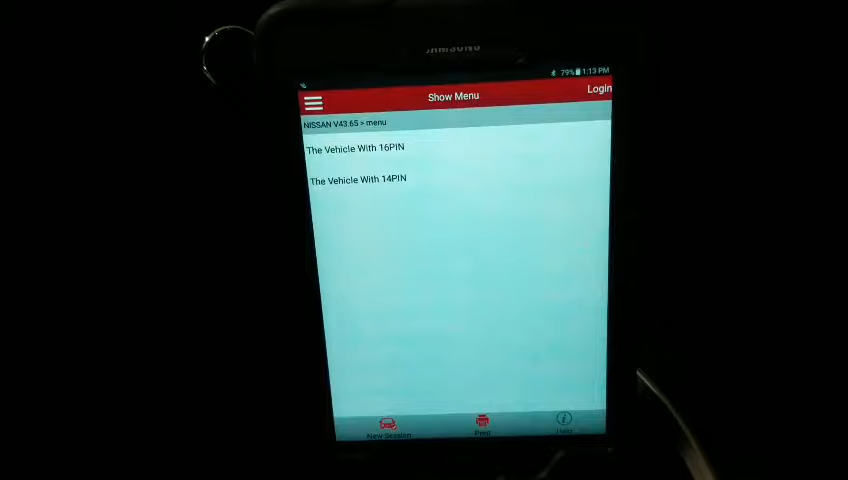 SAMSUNG
79% 1:13 PM
Show Menu
Login
NISSAN V43.65 > menu
The Vehicle With 16PIN
The Vehicle With 14PIN
New Session
Print